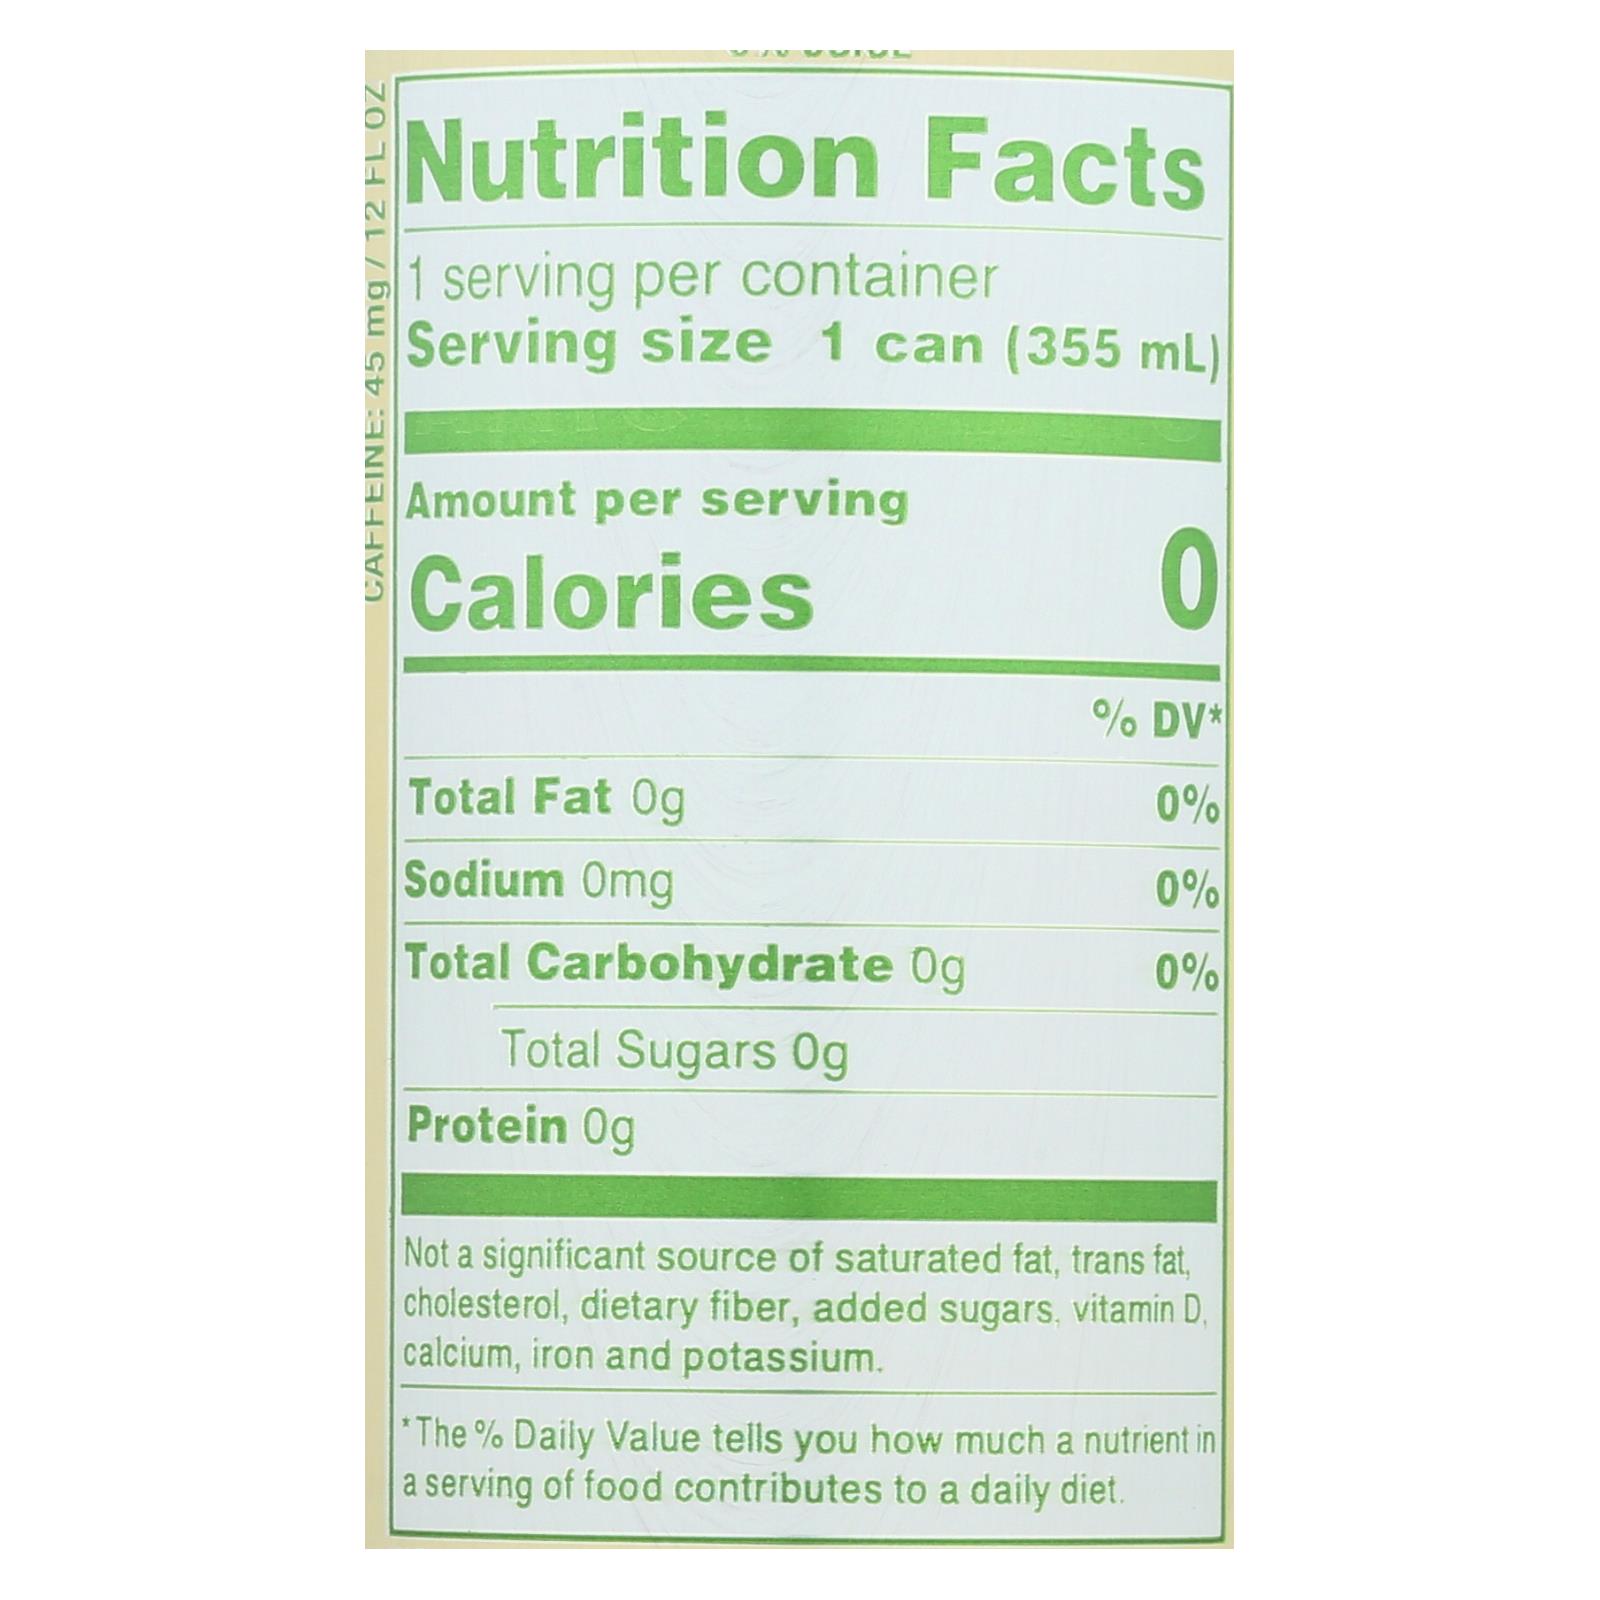 Nutrition Facts
1 serving per container
Serving size 1 can (355 mL)
Amount per serving
Calories 0
% DV*
Total Fat 0g 0%
Sodium 0mg 0%
Total Carbohydrate 0g 0%
Total Sugars 0g
Protein 0g
Not a significant source of saturated fat, trans fat,
cholesterol, dietary fiber, added sugars, vitamin D,
calcium, iron and potassium.
*The % Daily Value tells you how much a nutrient in
a serving of food contributes to a daily diet.
CAFFEINE: 45 mg / 12 FL OZ